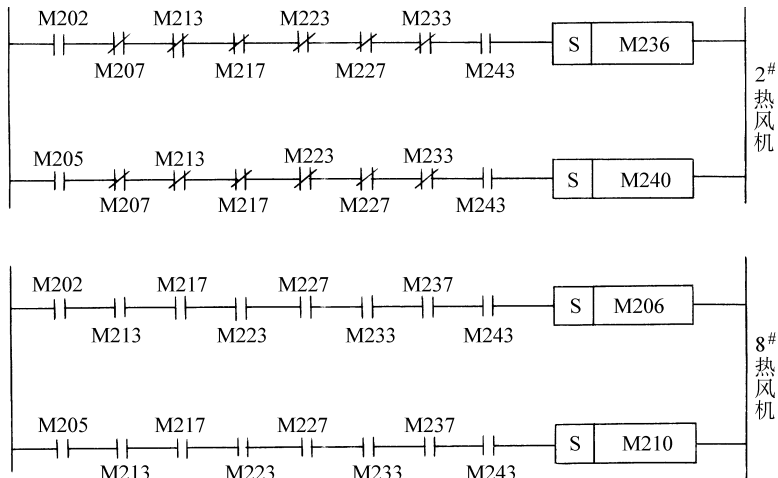 M202 M213 M223 M233
S M236
M207 M217 M227 M243
2#热风机
M205 M213 M223 M233
S M240
M207 M217 M227 M243
M202 M217 M227 M237
S M206
M213 M223 M233 M243
8#热风机
M205 M217 M227 M237
S M210
M213 M223 M233 M243